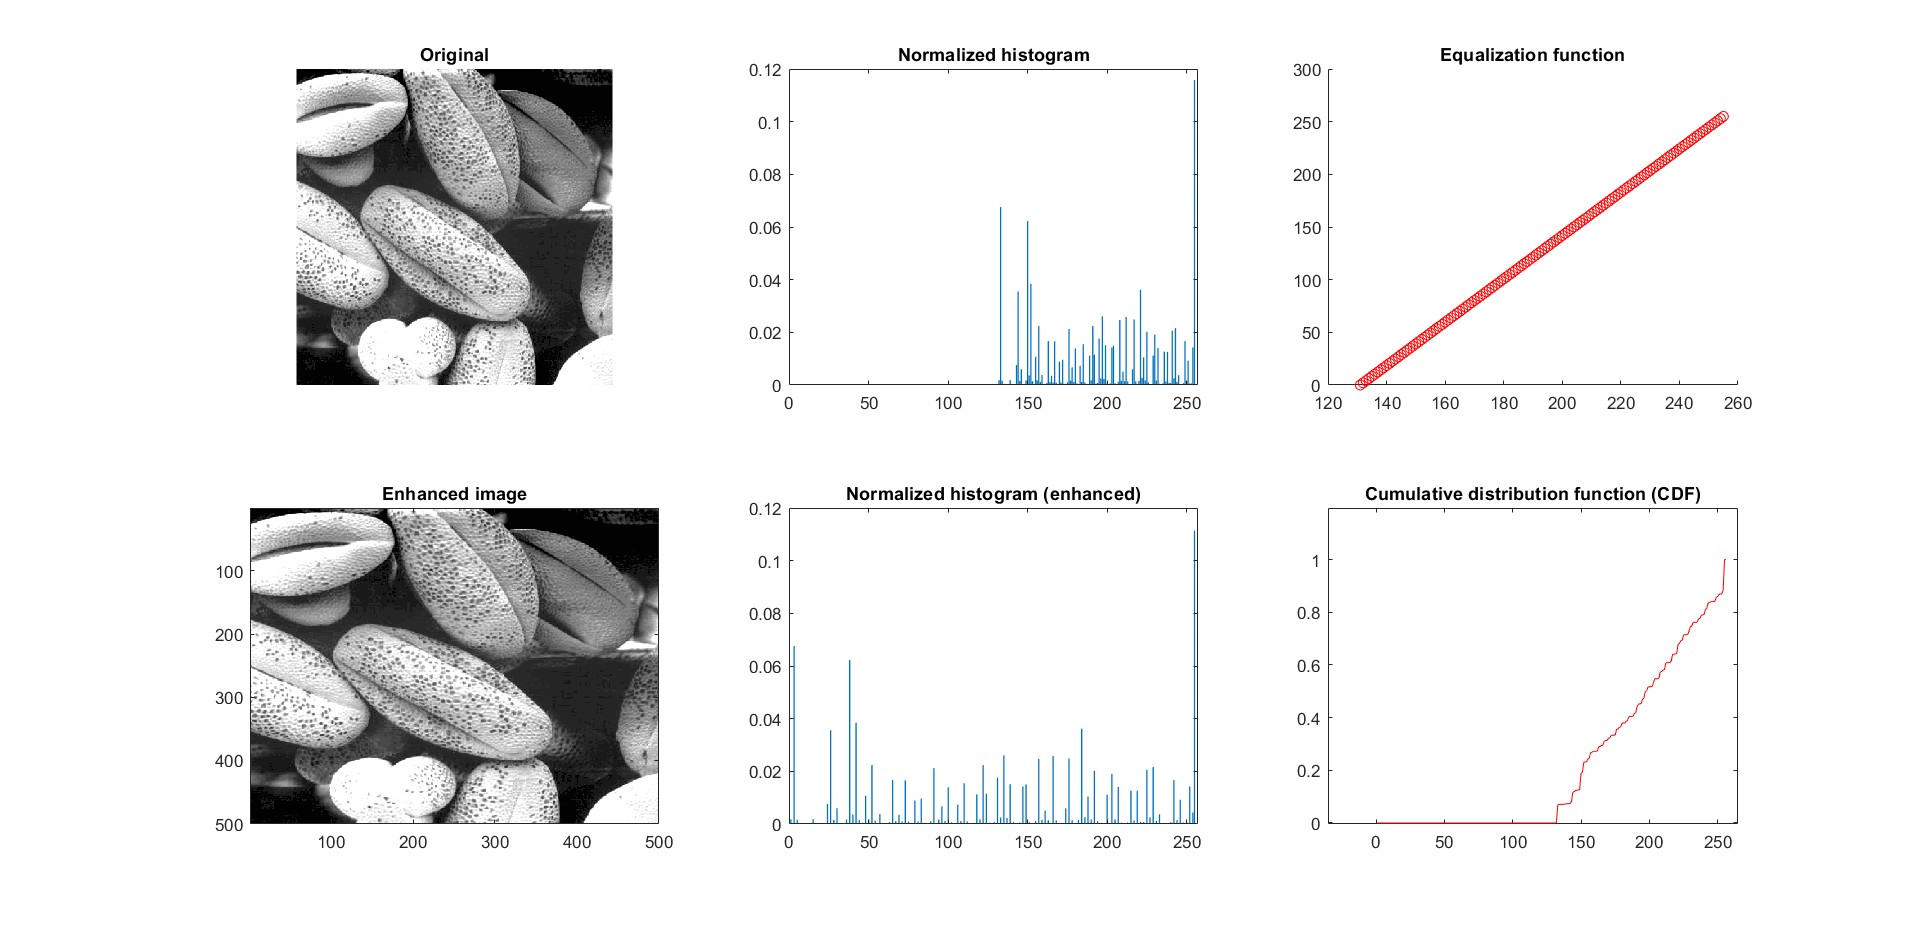 Original
Normalized histogram
Equalization function
0.12
0.1
0.08
0.06
0.04
0.02
0
0 50 100 150 200 250
300
250
200
150
100
50
0
120 140 160 180 200 220 240 260
Enhanced image
Normalized histogram (enhanced)
Cumulative distribution function (CDF)
100
200
300
400
500
100 200 300 400 500
0.12
0.1
0.08
0.06
0.04
0.02
0
0 50 100 150 200 250
1
0.8
0.6
0.4
0.2
0
0 50 100 150 200 250